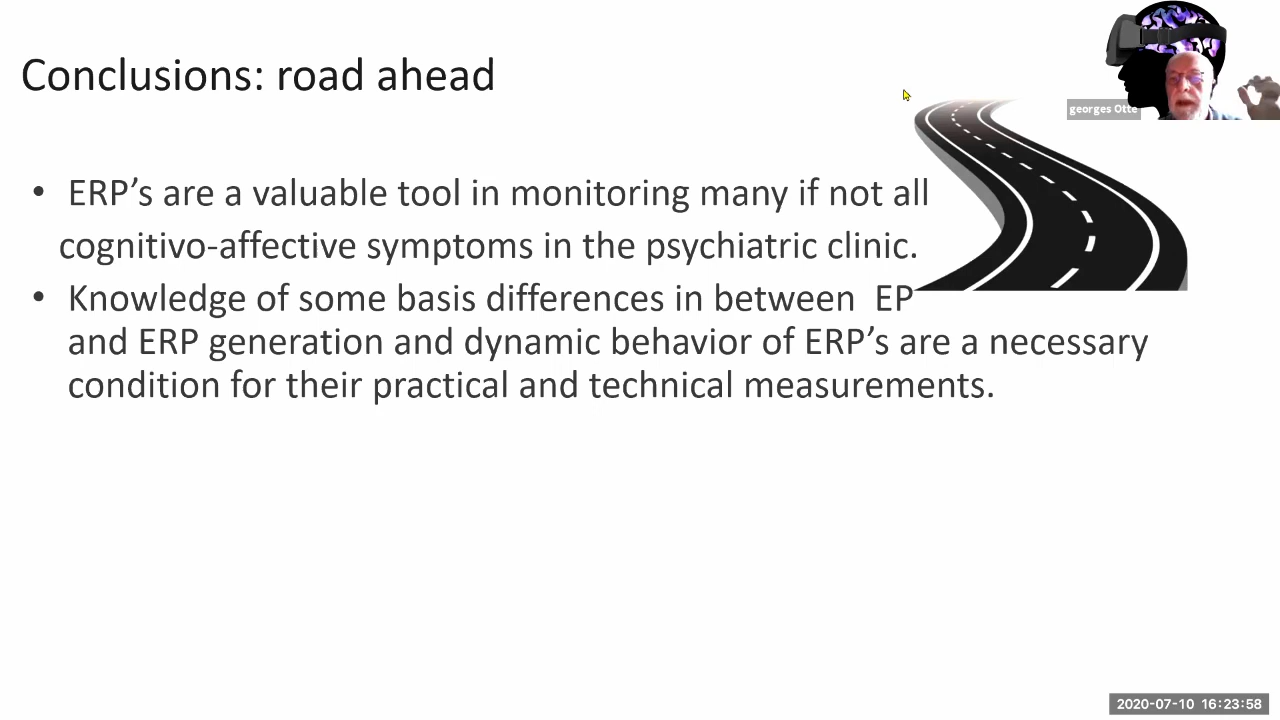 Conclusions: road ahead
georges Otte
• ERP’s are a valuable tool in monitoring many if not all
cognitivo-affective symptoms in the psychiatric clinic.
• Knowledge of some basis differences in between  EP
and ERP generation and dynamic behavior of ERP’s are a necessary
condition for their practical and technical measurements.
2020-07-10 16:23:58